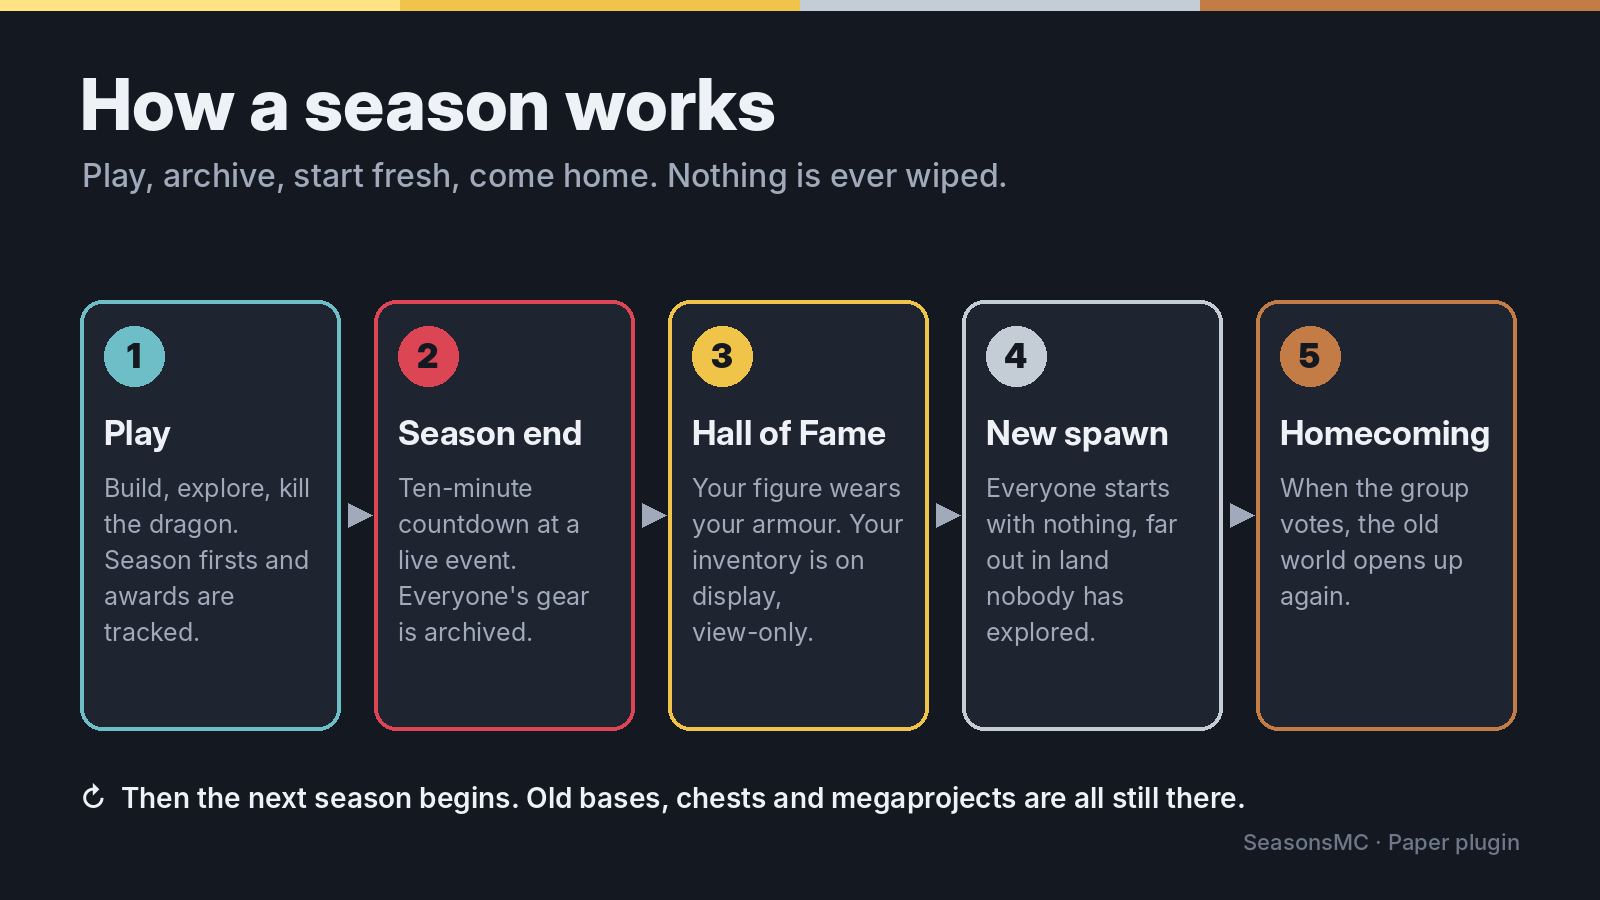 How a season works
Play, archive, start fresh, come home. Nothing is ever wiped.
1
Play
Build, explore, kill
the dragon.
Season firsts and
awards are
tracked.
2
Season end
Ten-minute
countdown at a
live event.
Everyone's gear
is archived.
3
Hall of Fame
Your figure wears
your armour. Your
inventory is on
display,
view-only.
4
New spawn
Everyone starts
with nothing, far
out in land
nobody has
explored.
5
Homecoming
When the group
votes, the old
world opens up
again.
↻ Then the next season begins. Old bases, chests and megaprojects are all still there.
SeasonsMC · Paper plugin